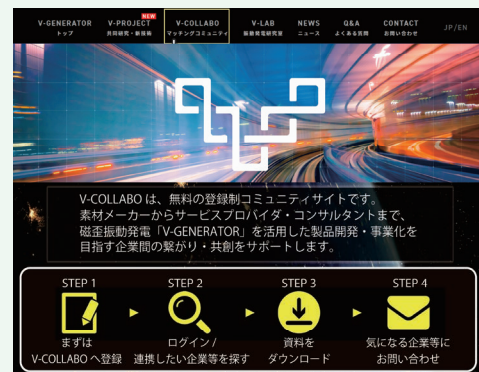 V-GENERATOR V-PROJECT NEW V-COLLABO V-LAB NEWS Q&A CONTACT JP/EN
トップ 共同研究・新技術 マッチングコミュニティ 振動発電研究室 ニュース よくある質問 お問い合わせ
V-COLLABO は、無料の登録制コミュニティサイトです。
素材メーカーからサービスプロバイダ・コンサルタントまで、
磁歪振動発電「V-GENERATOR」を活用した製品開発・事業化を
目指す企業間の繋がり・共創をサポートします。
STEP 1 STEP 2 STEP 3 STEP 4
まずは ログイン / 資料を 気になる企業等に
V-COLLABO へ登録 連携したい企業等を探す ダウンロード お問い合わせ